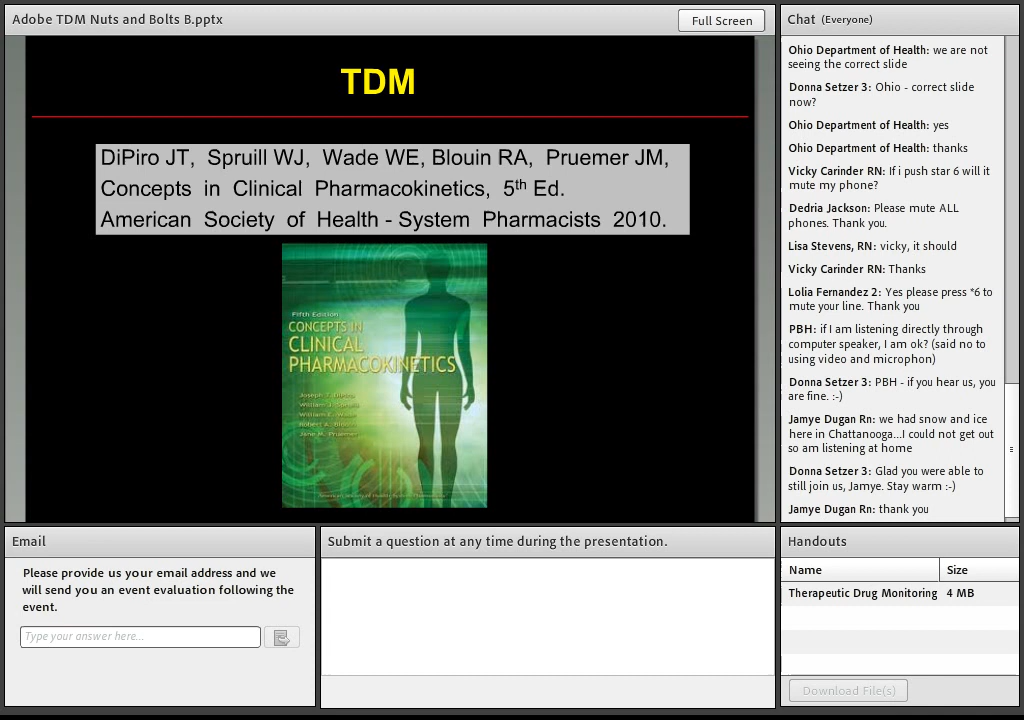 Adobe TDM Nuts and Bolts B.pptx
Full Screen
TDM
DiPiro JT, Spruill WJ, Wade WE, Blouin RA, Pruemer JM,
Concepts in Clinical Pharmacokinetics, 5th Ed.
American Society of Health - System Pharmacists 2010.
Fifth Edition
CONCEPTS IN
CLINICAL
PHARMACOKINETICS
Chat (Everyone)
Ohio Department of Health: we are not
seeing the correct slide
Donna Setzer 3: Ohio - correct slide
now?
Ohio Department of Health: yes
Ohio Department of Health: thanks
Vicky Carinder RN: If i push star 6 will it
mute my phone?
Dedria Jackson: Please mute ALL
phones. Thank you.
Lisa Stevens, RN: vicky, it should
Vicky Carinder RN: Thanks
Lolia Fernandez 2: Yes please press *6 to
mute your line. Thank you
PBH: if I am listening directly through
computer speaker, I am ok? (said no to
using video and microphon)
Donna Setzer 3: PBH - if you hear us, you
are fine. :-)
Jamye Dugan Rn: we had snow and ice
here in Chattanooga...I could not get out
so am listening at home
Donna Setzer 3: Glad you were able to
still join us, Jamye. Stay warm :-)
Jamye Dugan Rn: thank you
Email
Please provide us your email address and we
will send you an event evaluation following the
event.
Type your answer here...
Submit a question at any time during the presentation.
Handouts
Name Size
Therapeutic Drug Monitoring 4 MB
Download File(s)